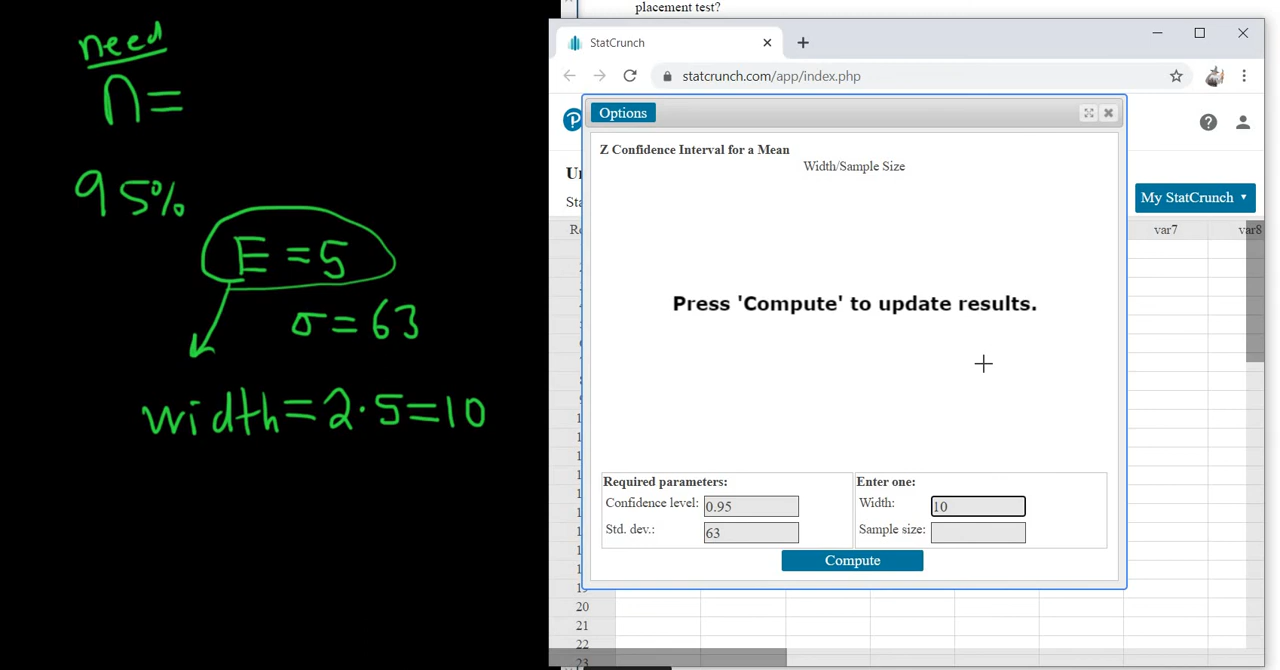 need
n=
95%
E=5
σ=63
width=2·5=10
placement test?
StatCrunch
statcrunch.com/app/index.php
Options
Z Confidence Interval for a Mean
Width/Sample Size
Press 'Compute' to update results.
Required parameters:
Confidence level: 0.95
Std. dev.: 63
Enter one:
Width: 10
Sample size:
Compute
My StatCrunch
var7 var8
20
21
22
23